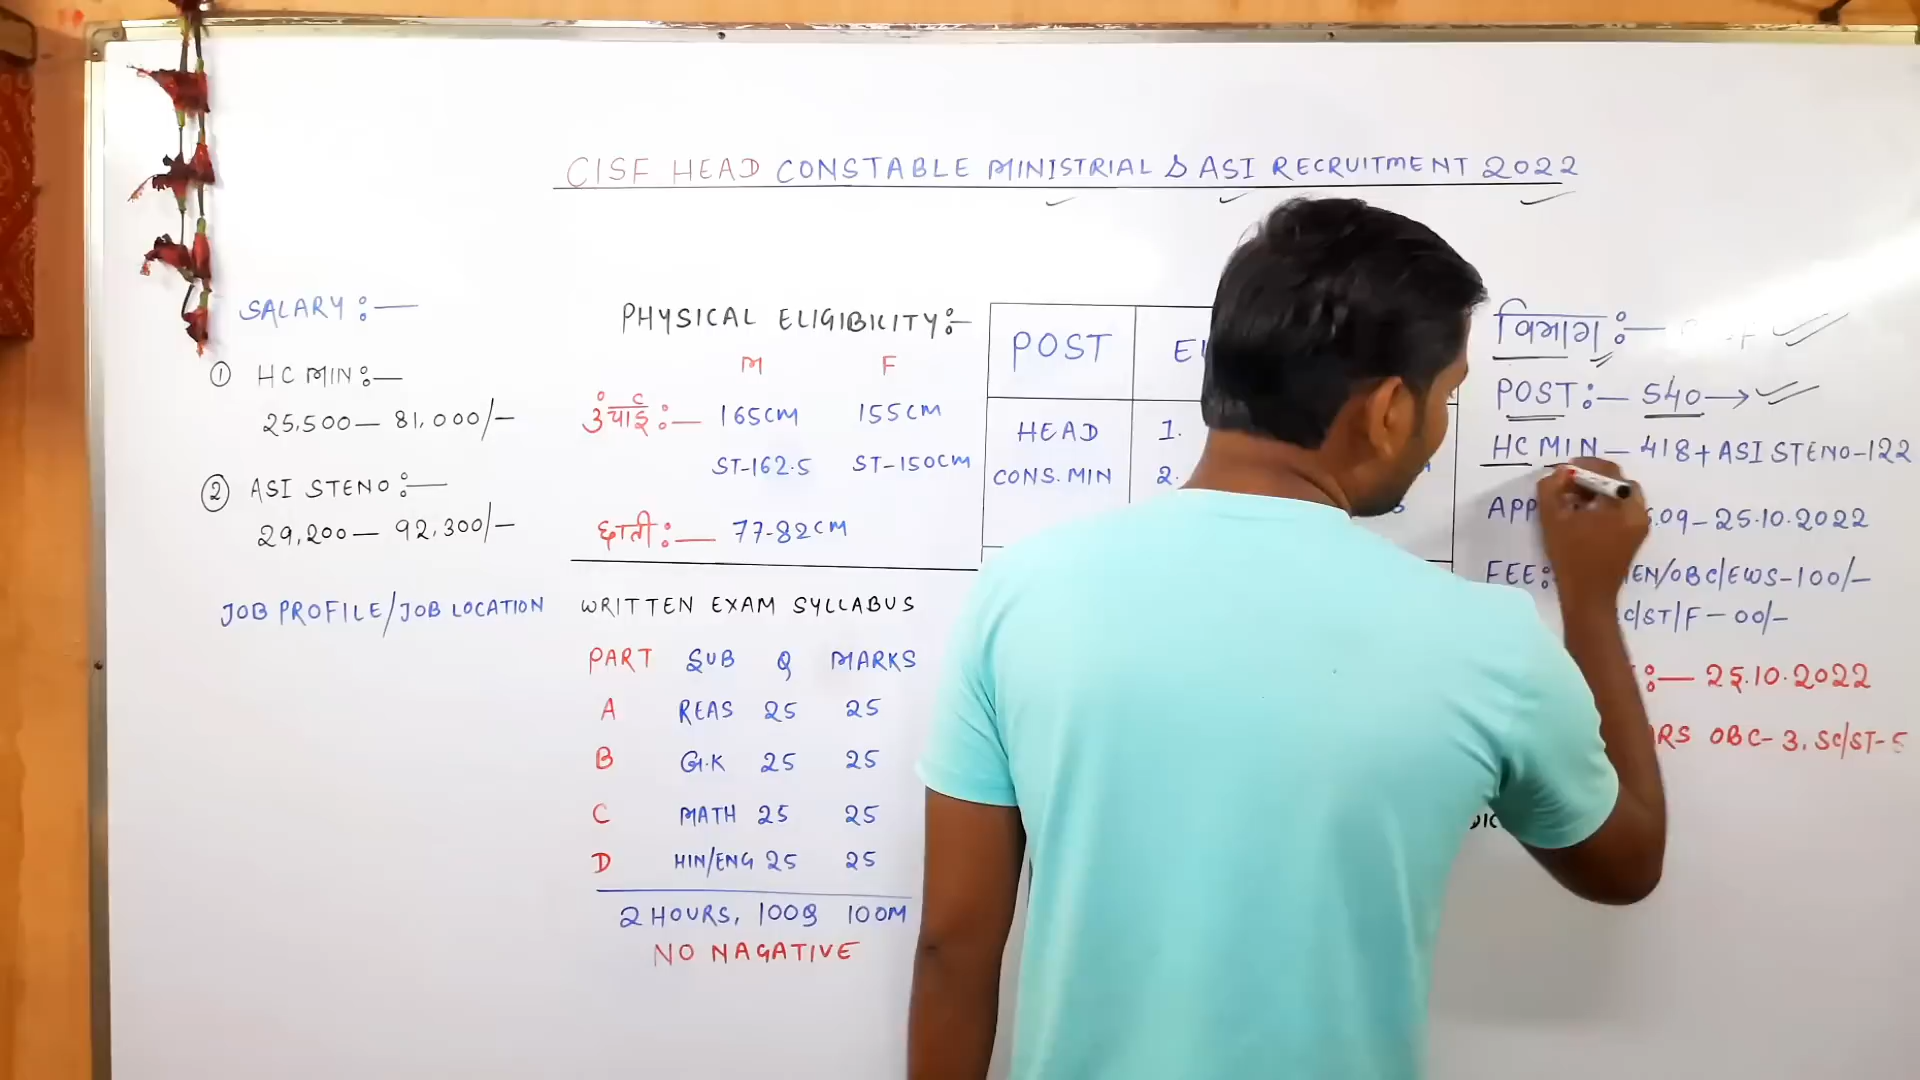 CISF HEAD CONSTABLE MINISTRIAL & ASI RECRUITMENT 2022
SALARY :—
① HC MIN :—
25,500 — 81,000/-
② ASI STENO :—
29,200 — 92,300/-
JOB PROFILE/JOB LOCATION
PHYSICAL ELIGIBILITY :—
M F
165CM 155CM
ST-162.5 ST-150CM
छाती :— 77-82CM
WRITTEN EXAM SYLLABUS
PART SUB Q MARKS
A REAS 25 25
B G.K 25 25
C MATH 25 25
D HIN/ENG 25 25
2 HOURS, 100Q 100M
NO NAGATIVE
POST
HEAD 1.
CONS. MIN 2.
विभाग :—
POST :— 540 →
HC MIN — 418 + ASI STENO - 122
.09 — 25.10.2022
FEE: EN/OBC/EWS - 100/-
/ST/F — 00/-
:— 25.10.2022
RS OBC - 3, SC/ST - 5